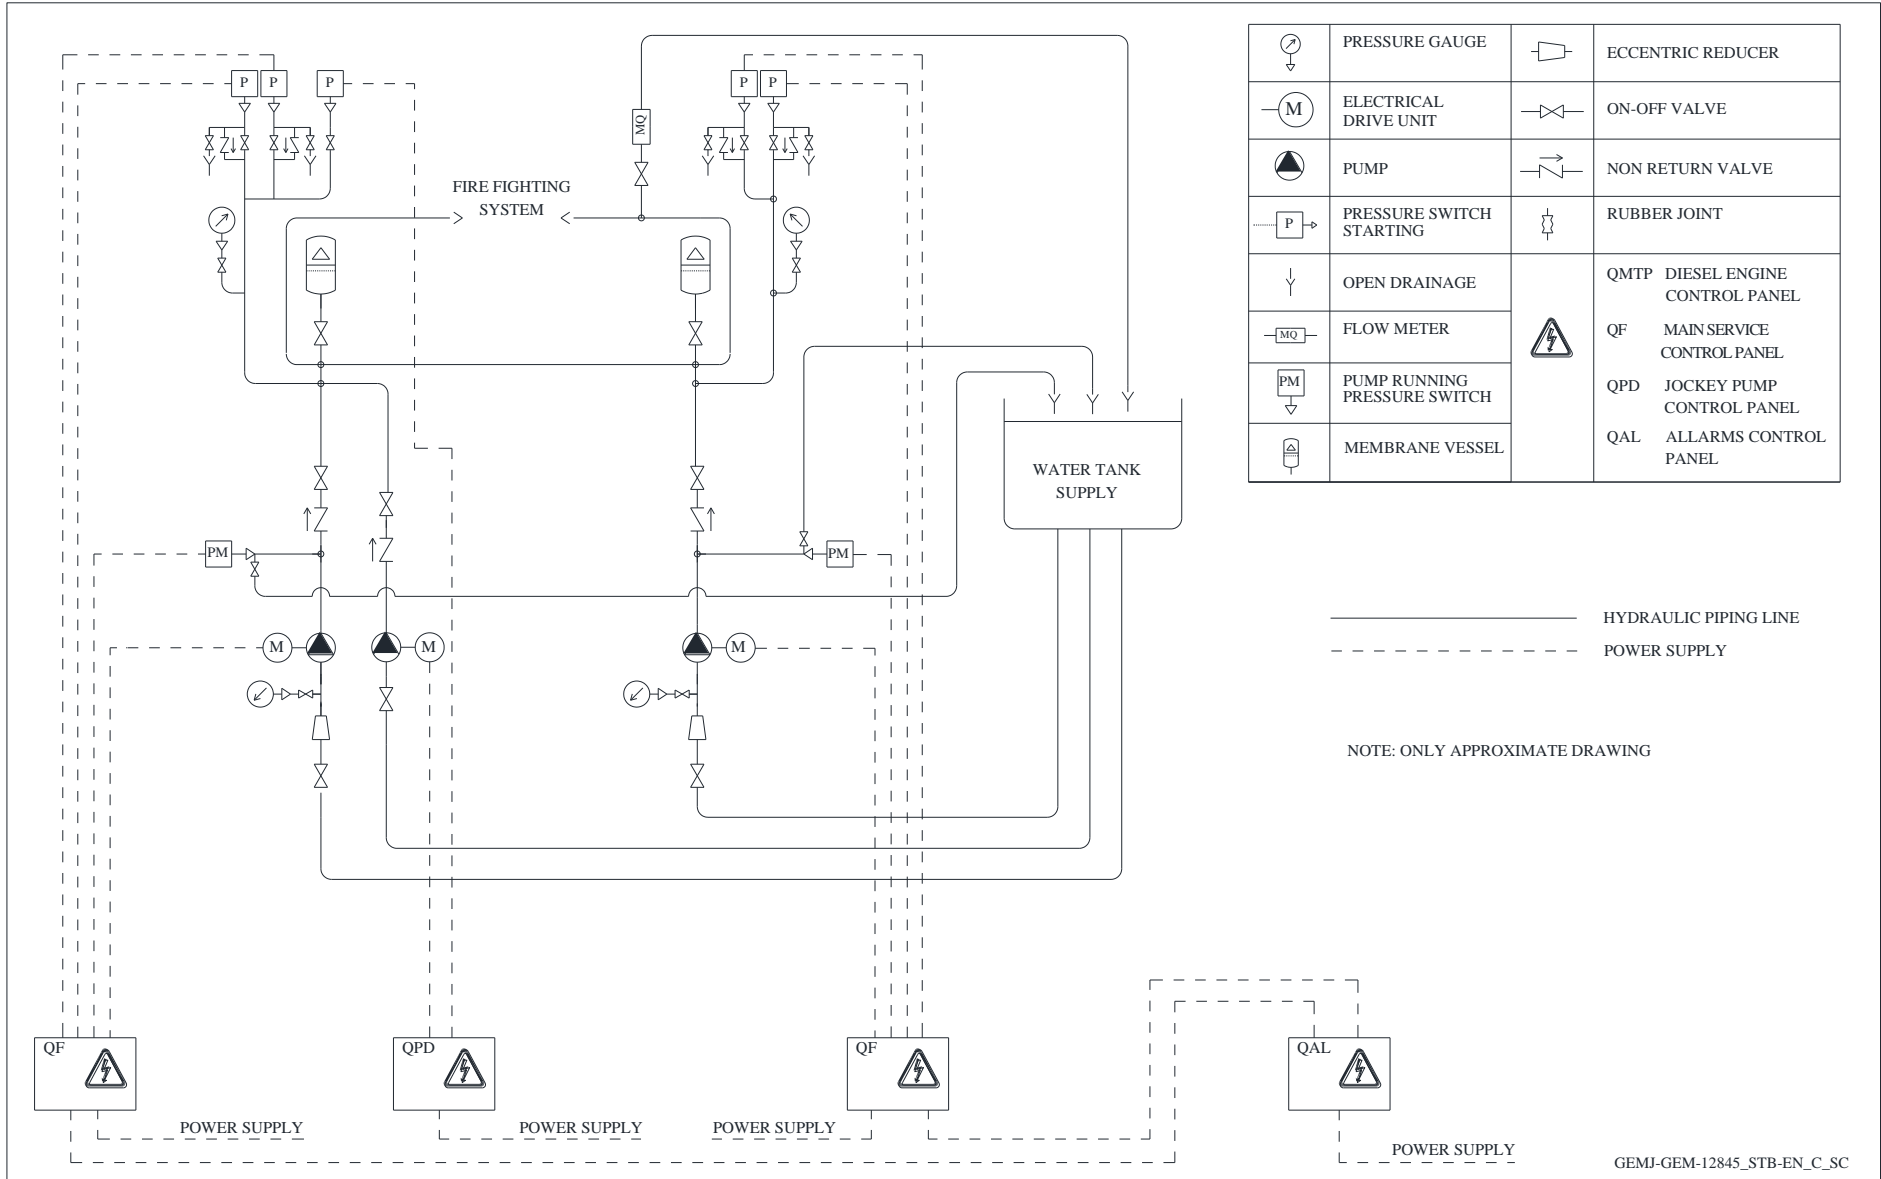 P P P
P P
MQ
FIRE FIGHTING
SYSTEM
WATER TANK
SUPPLY
PM
PM
M
M
M
QF
QPD
QF
QAL
POWER SUPPLY
POWER SUPPLY
POWER SUPPLY
POWER SUPPLY
PRESSURE GAUGE
ECCENTRIC REDUCER
M
ELECTRICAL
DRIVE UNIT
ON-OFF VALVE
PUMP
NON RETURN VALVE
P
PRESSURE SWITCH
STARTING
RUBBER JOINT
OPEN DRAINAGE
MQ
FLOW METER
PM
PUMP RUNNING
PRESSURE SWITCH
MEMBRANE VESSEL
QMTP DIESEL ENGINE
CONTROL PANEL
QF MAIN SERVICE
CONTROL PANEL
QPD JOCKEY PUMP
CONTROL PANEL
QAL ALLARMS CONTROL
PANEL
HYDRAULIC PIPING LINE
POWER SUPPLY
NOTE: ONLY APPROXIMATE DRAWING
GEMJ-GEM-12845_STB-EN_C_SC